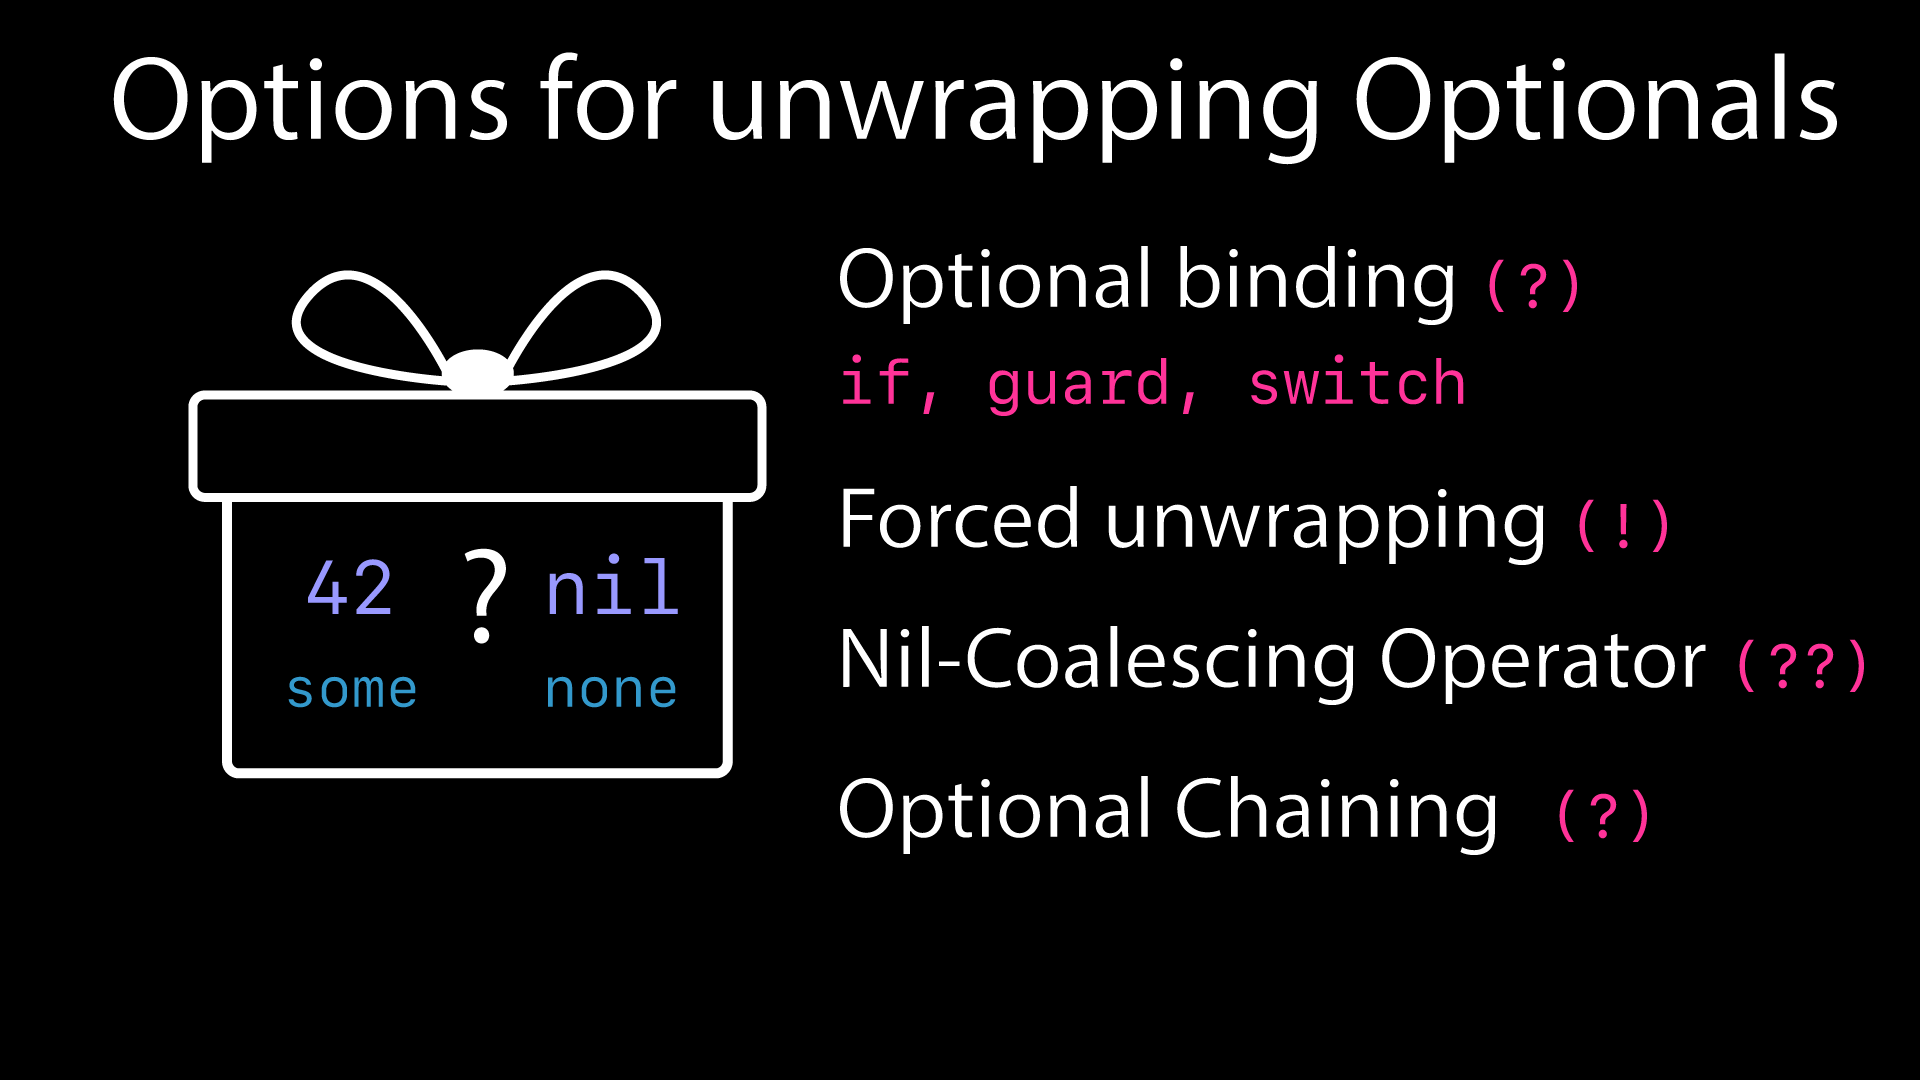 Options for unwrapping Optionals
42 ? nil
some none
Optional binding (?)
if, guard, switch
Forced unwrapping (!)
Nil-Coalescing Operator (??)
Optional Chaining (?)